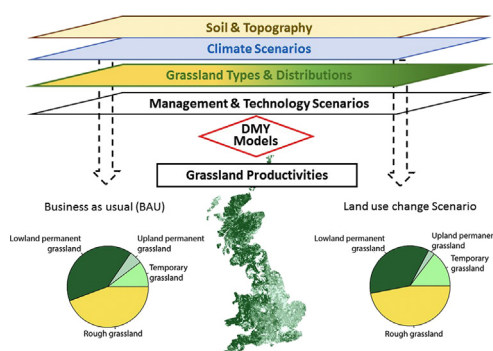 Soil & Topography
Climate Scenarios
Grassland Types & Distributions
Management & Technology Scenarios
DMY
Models
Grassland Productivities
Business as usual (BAU)
Land use change Scenario
Lowland permanent
grassland
Upland permanent
grassland
Temporary
grassland
Rough grassland
Lowland permanent
grassland
Upland permanent
grassland
Temporary
grassland
Rough grassland